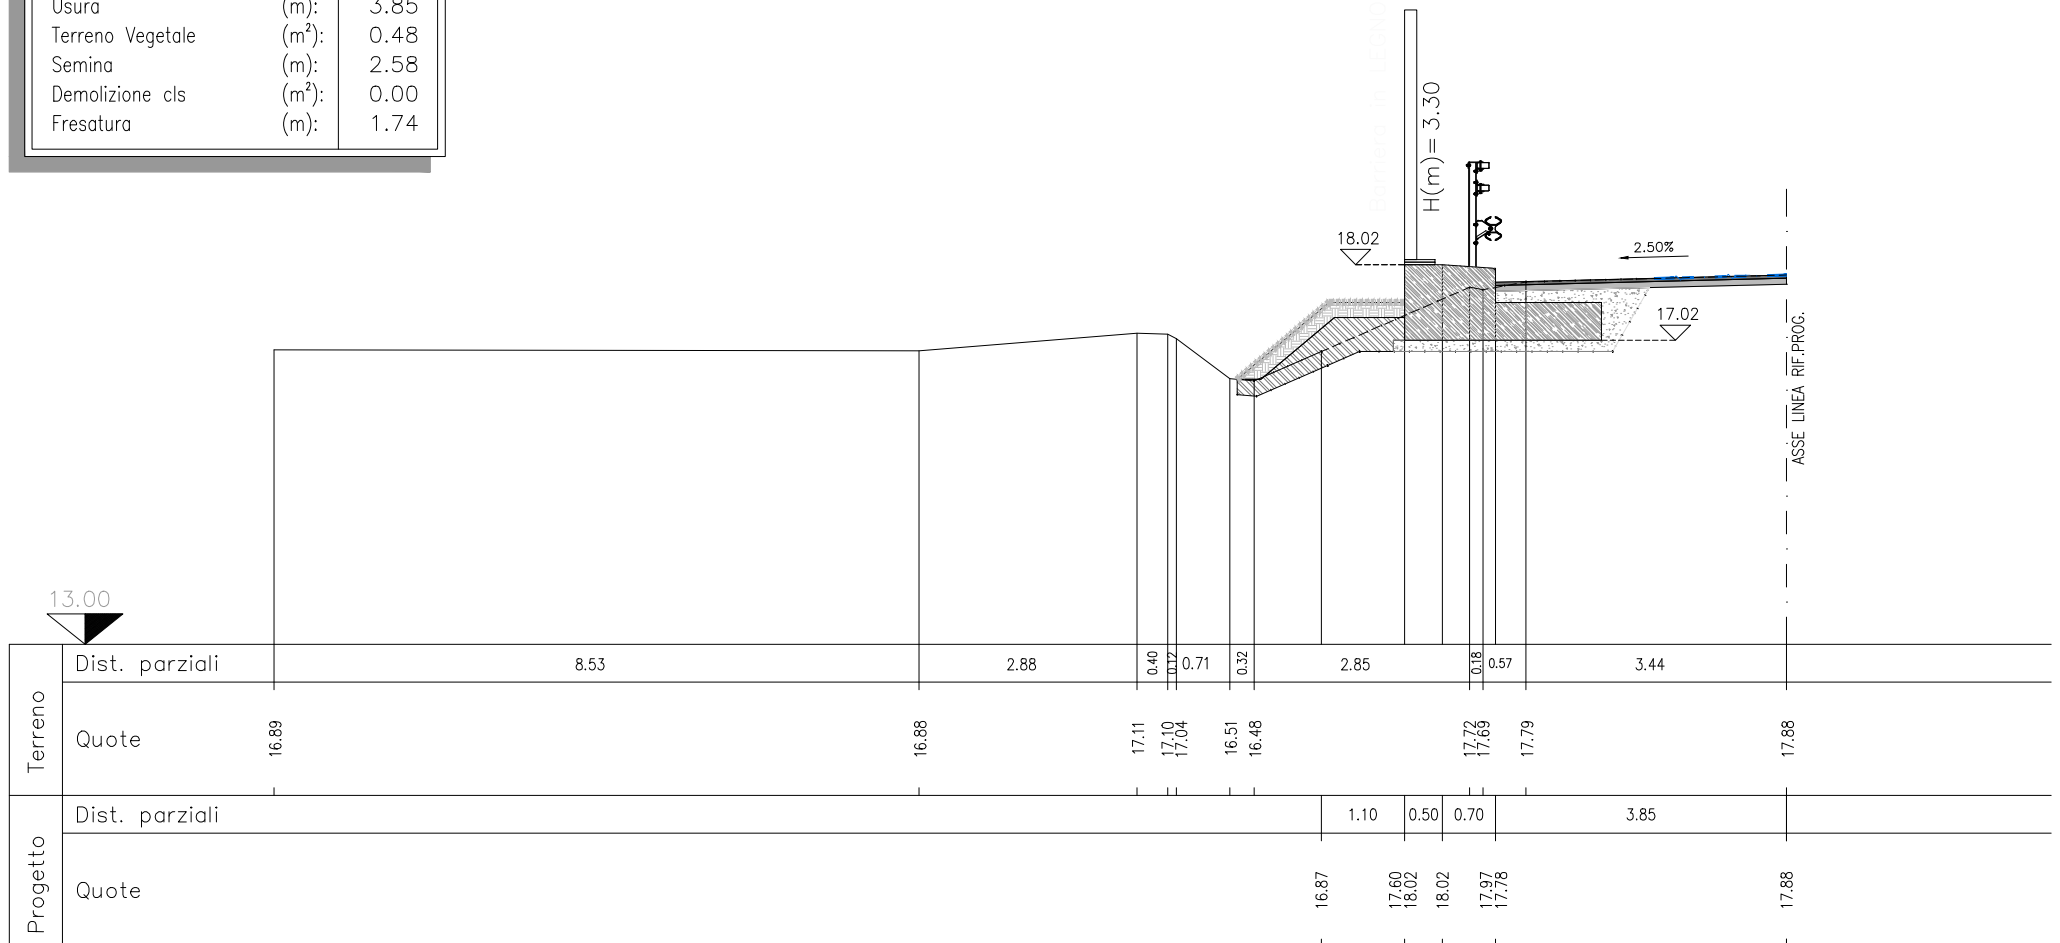 Usura (m): 3.85
Terreno Vegetale (m²): 0.48
Semina (m): 2.58
Demolizione cls (m²): 0.00
Fresatura (m): 1.74
H(m)= 3.30
18.02
2.50%
17.02
ASSE LINEA RIF.PROG.
13.00
Terreno
Dist. parziali 8.53 2.88 0.40 0.12 0.71 0.32 2.85 0.18 0.57 3.44
Quote 16.89 16.88 17.11 17.10 17.04 16.51 16.48 17.72 17.69 17.79 17.88
Progetto
Dist. parziali 1.10 0.50 0.70 3.85
Quote 16.87 17.60 18.02 18.02 17.97 17.78 17.88